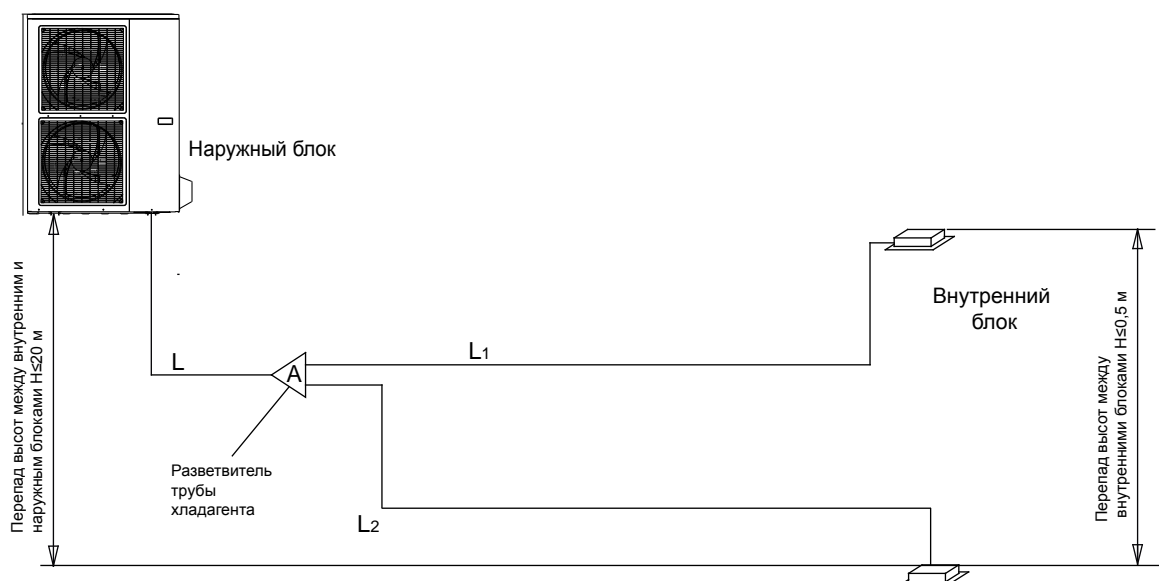 Наружный блок
Перепад высот между внутренним и
наружным блоками H≤20 м
Внутренний
блок
Перепад высот между
внутренними блоками H≤0,5 м
L
A
L1
Разветвитель
трубы
хладагента
L2